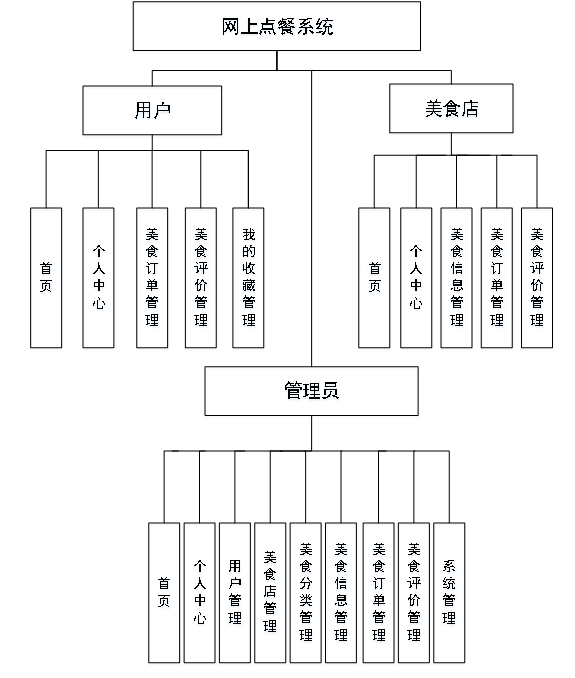 网上点餐系统
用户
美食店
首页
个人中心
美食订单管理
美食评价管理
我的收藏管理
首页
个人中心
美食信息管理
美食订单管理
美食评价管理
管理员
首页
个人中心
用户管理
美食店管理
美食分类管理
美食信息管理
美食订单管理
美食评价管理
系统管理